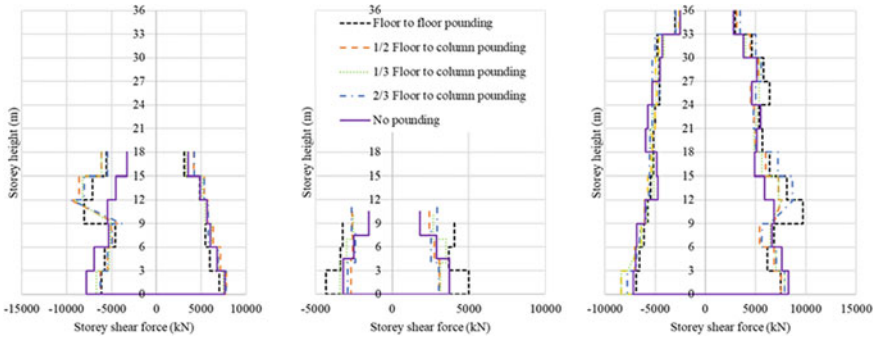 36
33
30
27
24
21
18
15
12
9
6
3
0
Storey height (m)
-15000 -10000 -5000 0 5000 10000
Storey shear force (kN)
36
Floor to floor pounding
1/2 Floor to column pounding
1/3 Floor to column pounding
2/3 Floor to column pounding
No pounding
18
15
12
9
6
3
0
Storey height (m)
-5000 0 5000
Storey shear force (kN)
36
33
30
27
24
21
18
15
12
9
6
3
0
-10000 -5000 0 5000 10000 15000
Storey shear force (kN)